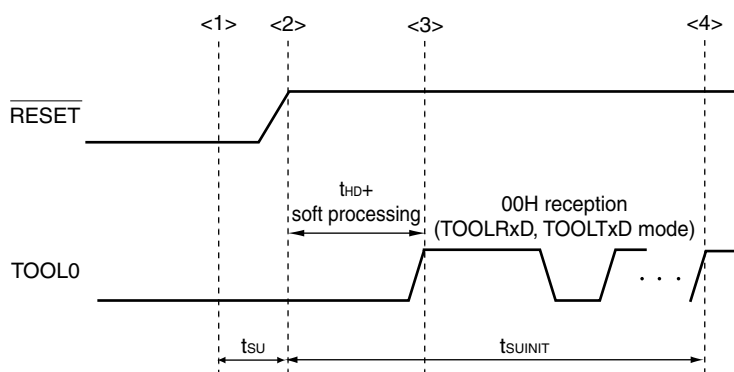 <1> <2> <3> <4>
RESET
tHD+
soft processing
00H reception
(TOOLRxD, TOOLTxD mode)
TOOL0
. . .
tSU
tSUINIT